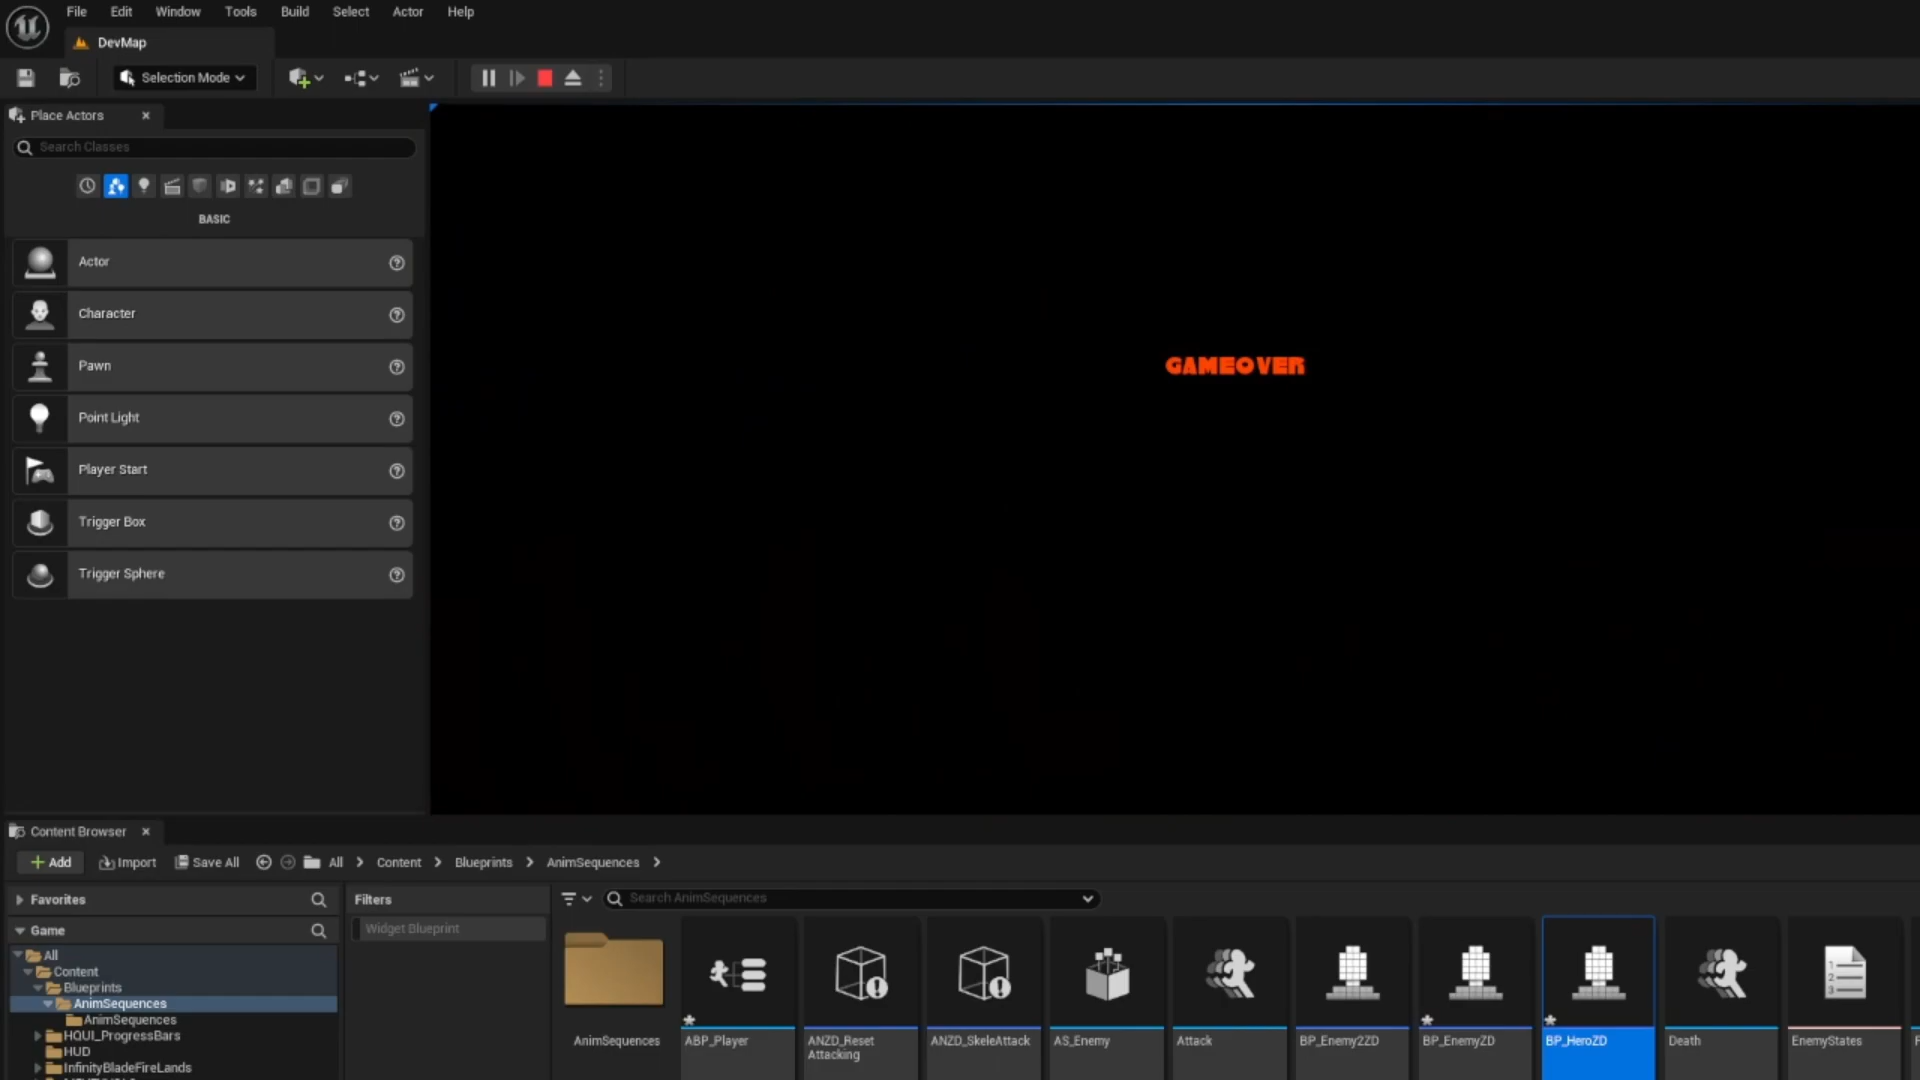 File Edit Window Tools Build Select Actor Help
DevMap
Selection Mode
Place Actors
Search Classes
BASIC
Actor
Character
Pawn
Point Light
Player Start
Trigger Box
Trigger Sphere
GAMEOVER
Content Browser
Add Import Save All All Content Blueprints AnimSequences
Favorites
Filters
Search AnimSequences
Game
Widget Blueprint
All
Content
Blueprints
AnimSequences
AnimSequences
HQUI_ProgressBars
HUD
InfinityBladeFireLands
AnimSequences
ABP_Player
ANZD_Reset
Attacking
ANZD_SkeleAttack
AS_Enemy
Attack
BP_Enemy2ZD
BP_EnemyZD
BP_HeroZD
Death
EnemyStates